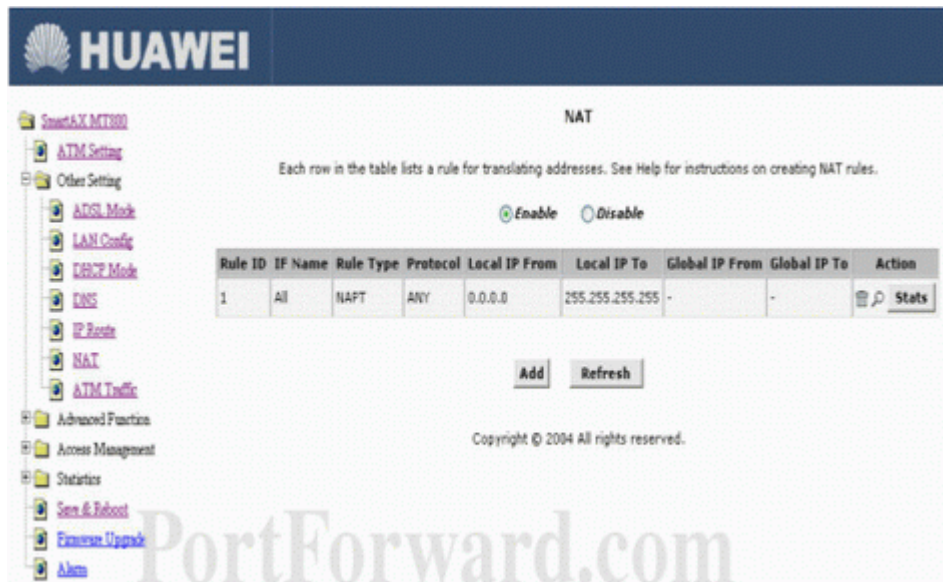 HUAWEI
SmartAX MT800
ATM Setting
Other Setting
ADSL Mode
LAN Config
DHCP Mode
DNS
IP Route
NAT
ATM Traffic
Advanced Function
Access Management
Statistics
Save & Reboot
Firmware Upgrade
Alarm
NAT
Each row in the table lists a rule for translating addresses. See Help for instructions on creating NAT rules.
Enable Disable
Rule ID IF Name Rule Type Protocol Local IP From Local IP To Global IP From Global IP To Action
1 All NAPT ANY 0.0.0.0 255.255.255.255 - - Stats
Add Refresh
Copyright © 2004 All rights reserved.
PortForward.com